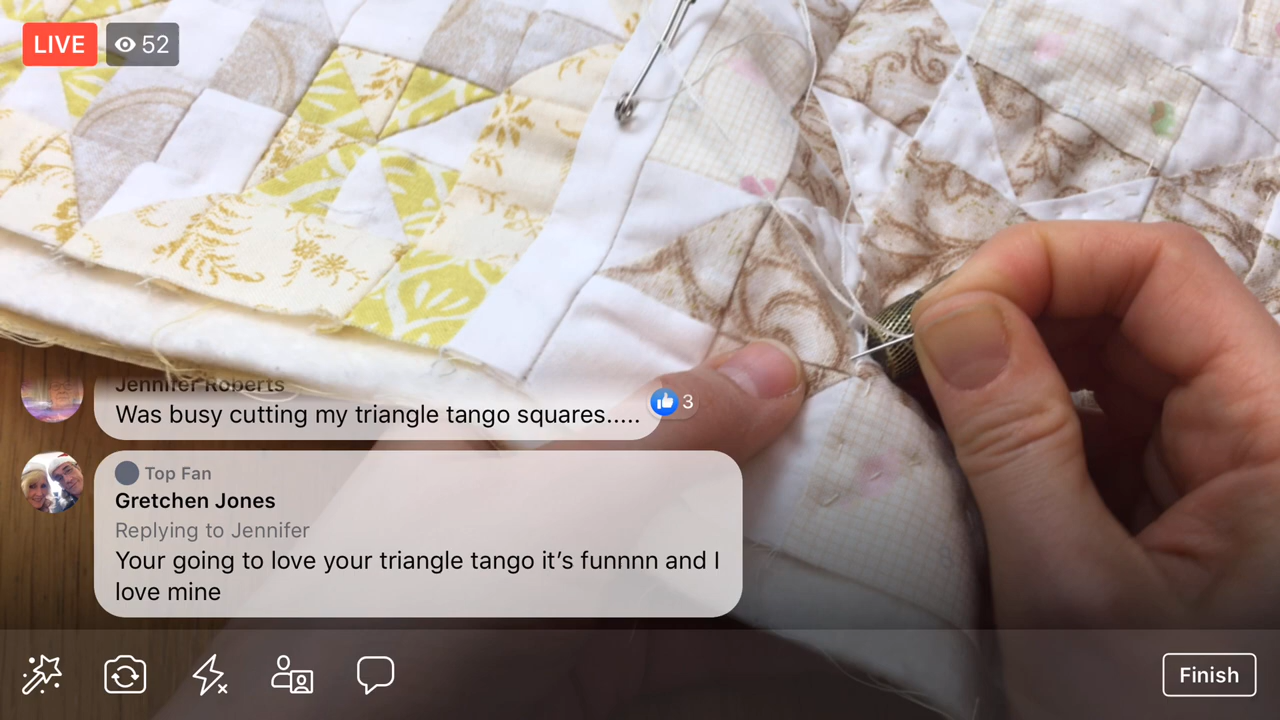 LIVE
52
Jennifer Roberts
Was busy cutting my triangle tango squares.....
3
Top Fan
Gretchen Jones
Replying to Jennifer
Your going to love your triangle tango it’s funnnn and I
love mine
Finish